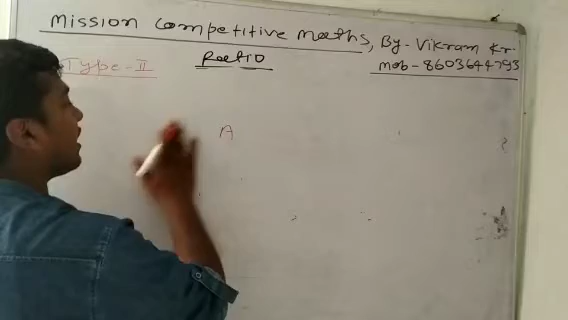 Mission Competitive Maths, By- Vikram Kr.
Type-II
Ratio
Mob- 8603644793
A